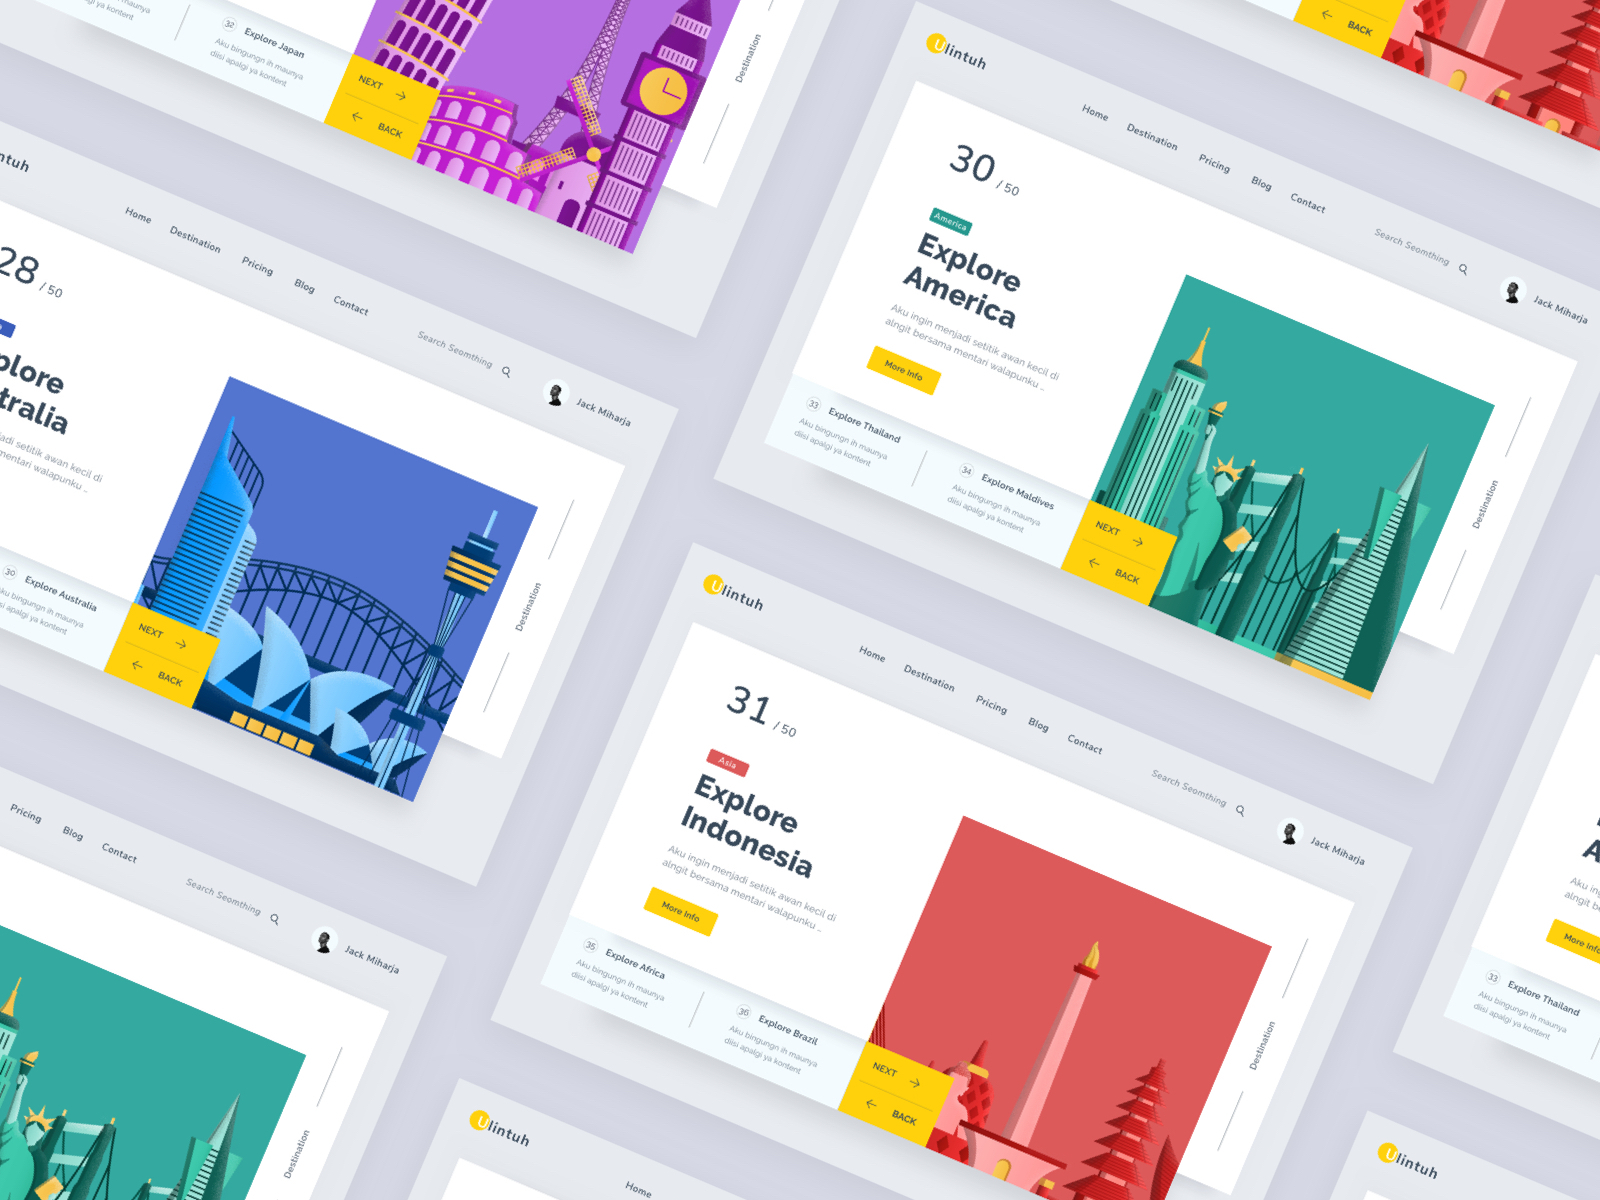 kontent
32 Explore Japan
Aku bingungn ih maunya
diisi apalgi ya kontent
NEXT
BACK
Destination
BACK
Ulintuh
Home
Destination
Pricing
Blog
Contact
Search Seomthing
Jack Miharja
30 / 50
America
Explore
America
Aku ingin menjadi setitik awan kecil di
alngit bersama mentari walapunku ..
More Info
33 Explore Thailand
Aku bingungn ih maunya
diisi apalgi ya kontent
34 Explore Maldives
Aku bingungn ih maunya
diisi apalgi ya kontent
NEXT
BACK
Destination
ntuh
Home
Destination
Pricing
Blog
Contact
Search Seomthing
Jack Miharja
28 / 50
plore
tralia
jadi setitik awan kecil di
mentari walapunku ..
30 Explore Australia
ku bingungn ih maunya
si apalgi ya kontent
NEXT
BACK
Destination
Ulintuh
Home
Destination
Pricing
Blog
Contact
Search Seomthing
Jack Miharja
31 / 50
Asia
Explore
Indonesia
Aku ingin menjadi setitik awan kecil di
alngit bersama mentari walapunku ..
More Info
35 Explore Africa
Aku bingungn ih maunya
diisi apalgi ya kontent
36 Explore Brazil
Aku bingungn ih maunya
diisi apalgi ya kontent
NEXT
BACK
Destination
Pricing
Blog
Contact
Search Seomthing
Jack Miharja
Destination
A
Aku in
alngit
More Info
33 Explore Thailand
Aku bingungn ih maunya
diisi apalgi ya kontent
Ulintuh
Home
Ulintuh